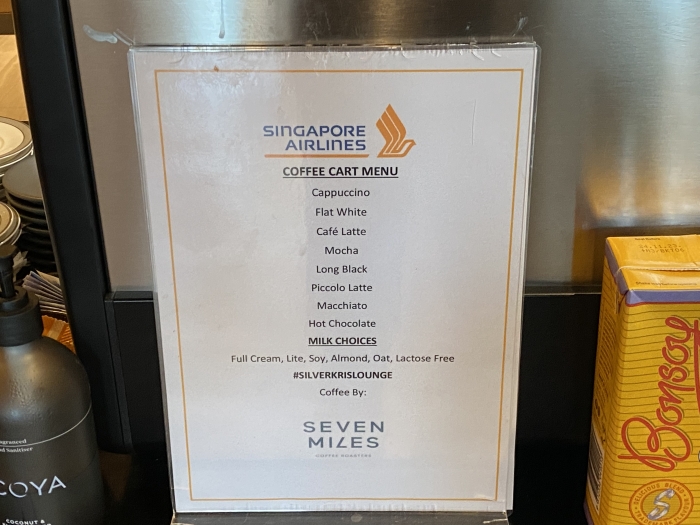 SINGAPORE
AIRLINES
COFFEE CART MENU
Cappuccino
Flat White
Café Latte
Mocha
Long Black
Piccolo Latte
Macchiato
Hot Chocolate
MILK CHOICES
Full Cream, Lite, Soy, Almond, Oat, Lactose Free
#SILVERKRISLOUNGE
Coffee By:
SEVEN
MILES
COFFEE ROASTERS
COYA
COCONUT &
Bonsoy